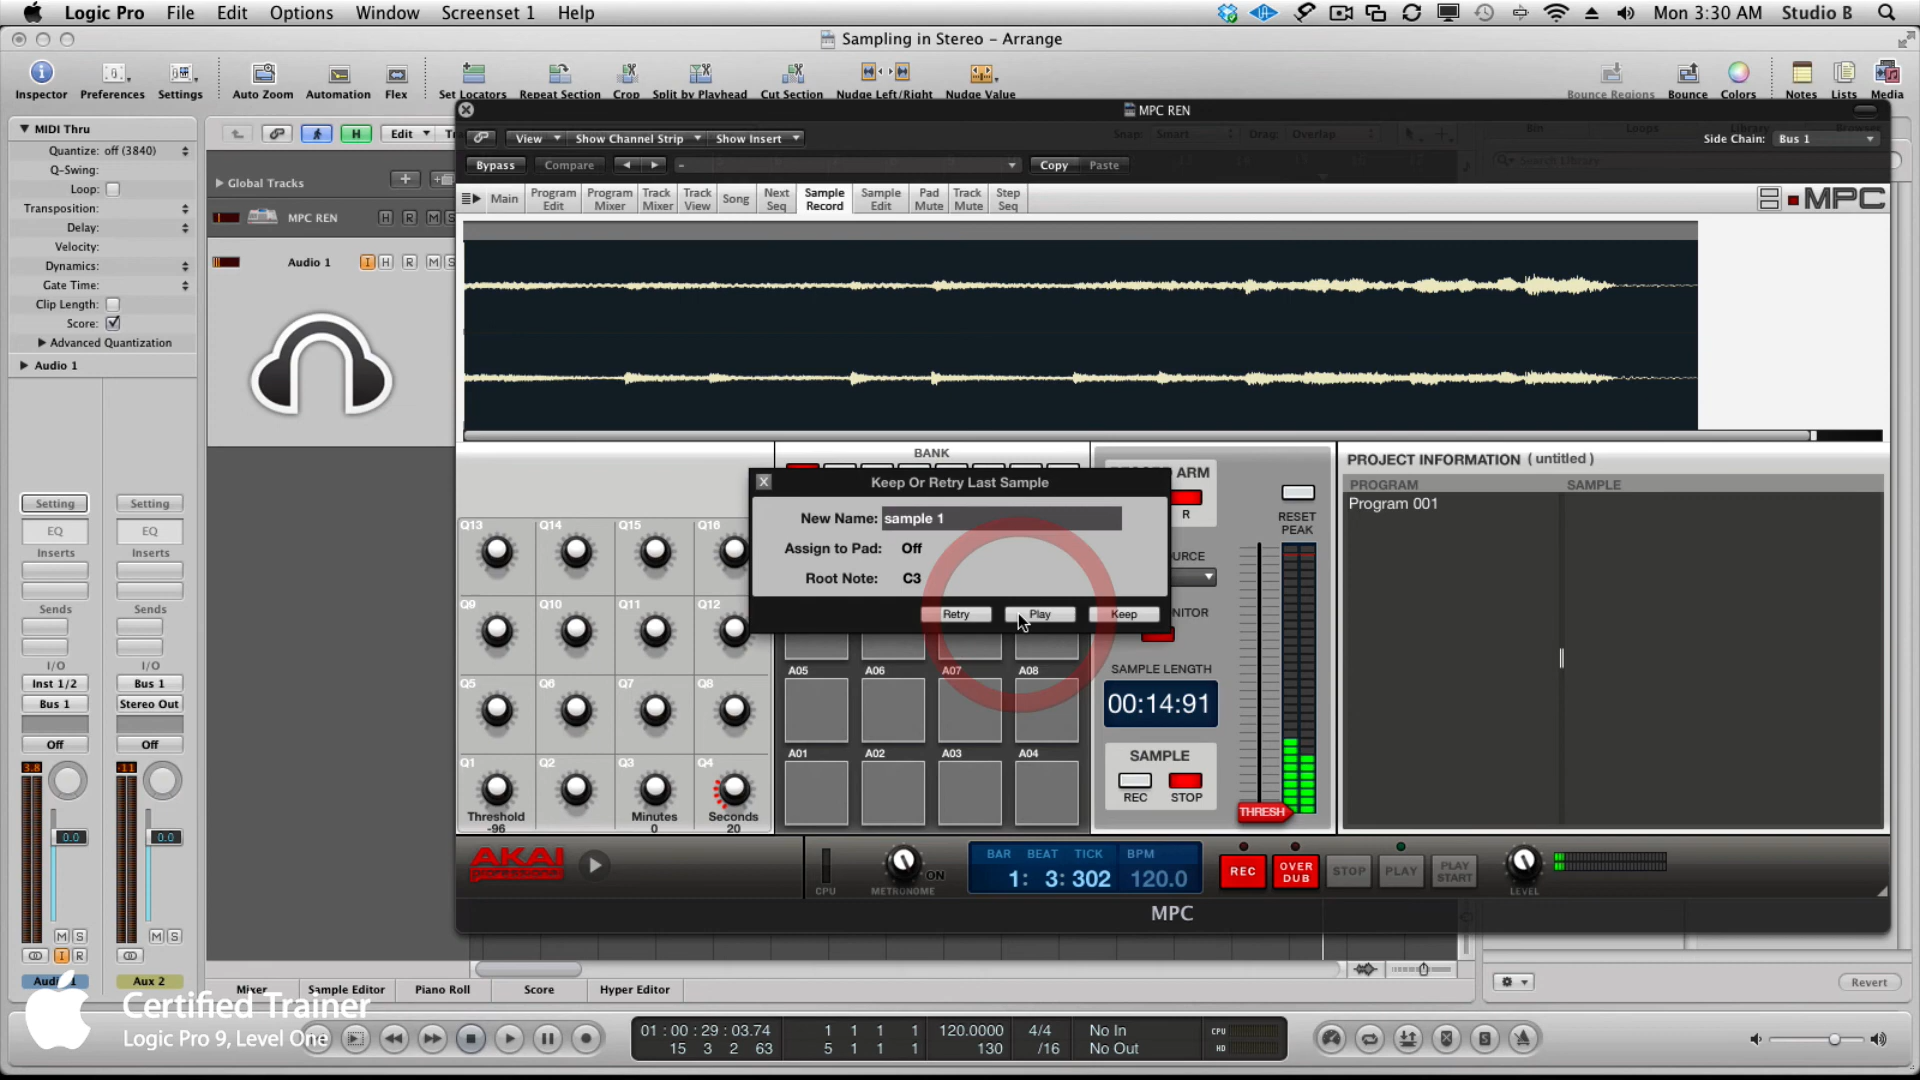 Logic Pro File Edit Options Window Screenset 1 Help Mon 3:30 AM Studio B
Sampling in Stereo – Arrange
Inspector Preferences Settings Auto Zoom Automation Flex Set Locators Repeat Section Crop Split by Playhead Cut Section Nudge Left/Right Nudge Value Bounce Regions Bounce Colors Notes Lists Media
MPC REN
MIDI Thru
Quantize: off (3840)
Q-Swing:
Loop:
Transposition:
Delay:
Velocity:
Dynamics:
Gate Time:
Clip Length:
Score:
Advanced Quantization
Audio 1
H Edit
Global Tracks
MPC REN H R M S
Audio 1 I H R M S
View Show Channel Strip Show Insert Side Chain: Bus 1
Bypass Compare - Copy Paste
Main Program Edit Program Mixer Track Mixer Track View Song Next Seq Sample Record Sample Edit Pad Mute Track Mute Step Seq MPC
BANK
Keep Or Retry Last Sample
New Name: sample 1
Assign to Pad: Off
Root Note: C3
Retry Play Keep
ARM
R
RESET PEAK
SAMPLE LENGTH
00:14:91
SAMPLE
REC STOP
THRESH
PROJECT INFORMATION ( untitled )
PROGRAM SAMPLE
Program 001
Q13 Q14 Q15 Q16
Q9 Q10 Q11 Q12
Q5 Q6 Q7 Q8
Q1 Q2 Q3 Q4
Threshold Minutes Seconds
-96 0 20
A05 A06 A07 A08
A01 A02 A03 A04
Setting Setting
EQ EQ
Inserts Inserts
Sends Sends
I/O I/O
Inst 1/2 Bus 1
Bus 1 Stereo Out
Off Off
3.8 -11
0.0 0.0
M S M S
I R
Aux 2
AKAI professional
CPU
METRONOME ON
BAR BEAT TICK BPM
1: 3: 302 120.0
REC OVER DUB STOP PLAY PLAY START
LEVEL
MPC
Mixer Sample Editor Piano Roll Score Hyper Editor
Revert
Certified Trainer
Logic Pro 9, Level One
01 : 00 : 29 : 03.74 1 1 1 1 120.0000 4/4 No In CPU
15 3 2 63 5 1 1 1 130 /16 No Out HD